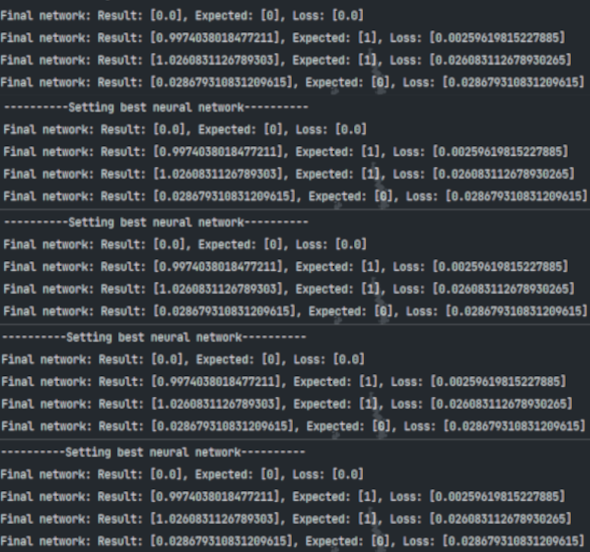 Final network: Result: [0.0], Expected: [0], Loss: [0.0]
Final network: Result: [0.9974038018477211], Expected: [1], Loss: [0.00259619815227885]
Final network: Result: [1.0260831126789303], Expected: [1], Loss: [0.026083112678930265]
Final network: Result: [0.028679310831209615], Expected: [0], Loss: [0.028679310831209615]
----------Setting best neural network----------
Final network: Result: [0.0], Expected: [0], Loss: [0.0]
Final network: Result: [0.9974038018477211], Expected: [1], Loss: [0.00259619815227885]
Final network: Result: [1.0260831126789303], Expected: [1], Loss: [0.026083112678930265]
Final network: Result: [0.028679310831209615], Expected: [0], Loss: [0.028679310831209615]
----------Setting best neural network----------
Final network: Result: [0.0], Expected: [0], Loss: [0.0]
Final network: Result: [0.9974038018477211], Expected: [1], Loss: [0.00259619815227885]
Final network: Result: [1.0260831126789303], Expected: [1], Loss: [0.026083112678930265]
Final network: Result: [0.028679310831209615], Expected: [0], Loss: [0.028679310831209615]
----------Setting best neural network----------
Final network: Result: [0.0], Expected: [0], Loss: [0.0]
Final network: Result: [0.9974038018477211], Expected: [1], Loss: [0.00259619815227885]
Final network: Result: [1.0260831126789303], Expected: [1], Loss: [0.026083112678930265]
Final network: Result: [0.028679310831209615], Expected: [0], Loss: [0.028679310831209615]
----------Setting best neural network----------
Final network: Result: [0.0], Expected: [0], Loss: [0.0]
Final network: Result: [0.9974038018477211], Expected: [1], Loss: [0.00259619815227885]
Final network: Result: [1.0260831126789303], Expected: [1], Loss: [0.026083112678930265]
Final network: Result: [0.028679310831209615], Expected: [0], Loss: [0.028679310831209615]